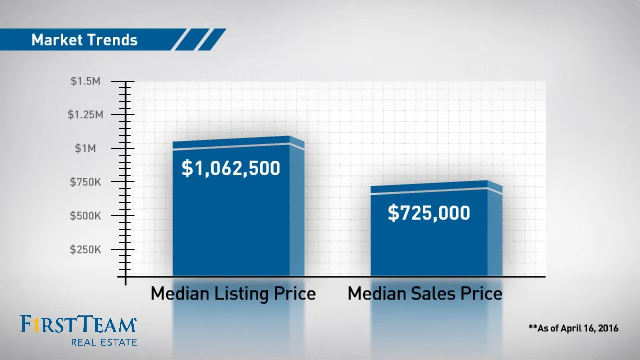 Market Trends
$1.5M
$1.25M
$1M
$750K
$500K
$250K
$1,062,500
$725,000
Median Listing Price
Median Sales Price
FIRSTTEAM®
REAL ESTATE
**As of April 16, 2016